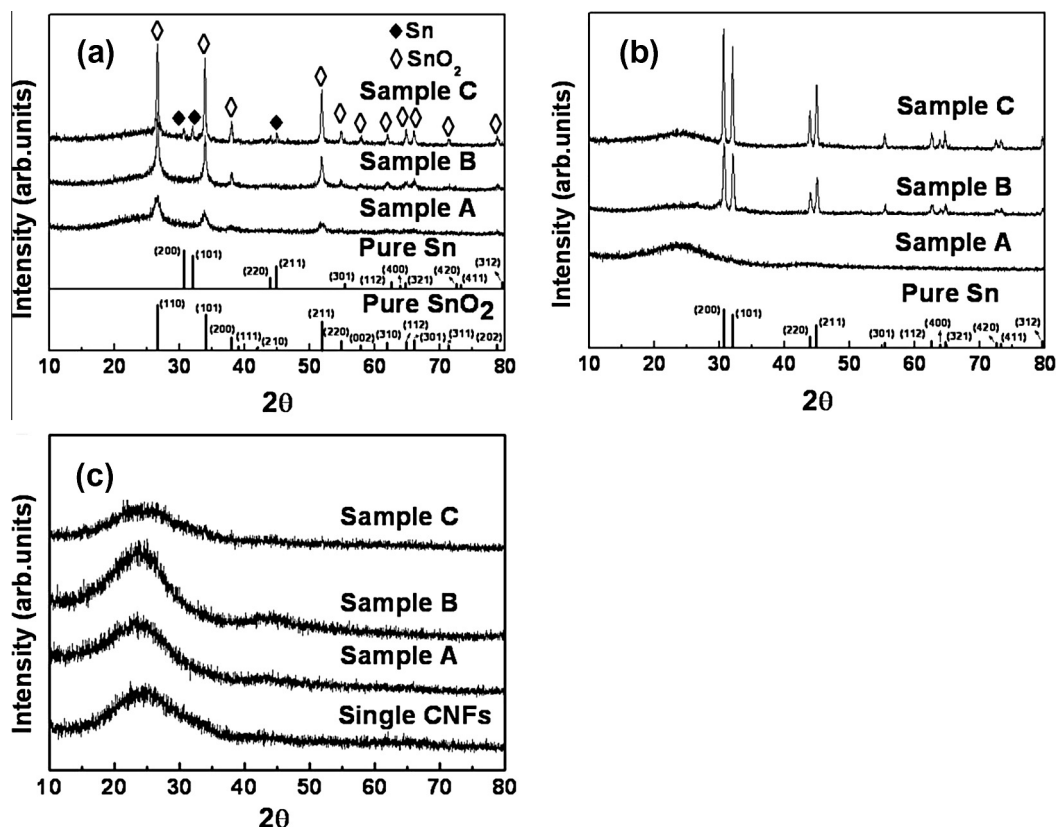 (a)
Sn
SnO2
Sample C
Sample B
Sample A
Pure Sn
(200) (101) (220) (211) (301) (112) (400) (321) (420) (411) (312)
Pure SnO2
(110) (101) (200) (111) (210) (211) (220) (002) (310) (112) (301) (311) (202)
10 20 30 40 50 60 70 80
2θ
Intensity (arb.units)
(b)
Sample C
Sample B
Sample A
Pure Sn
(200) (101) (220) (211) (301) (112) (400) (321) (420) (411) (312)
10 20 30 40 50 60 70 80
2θ
Intensity (arb.units)
(c)
Sample C
Sample B
Sample A
Single CNFs
10 20 30 40 50 60 70 80
2θ
Intensity (arb.units)